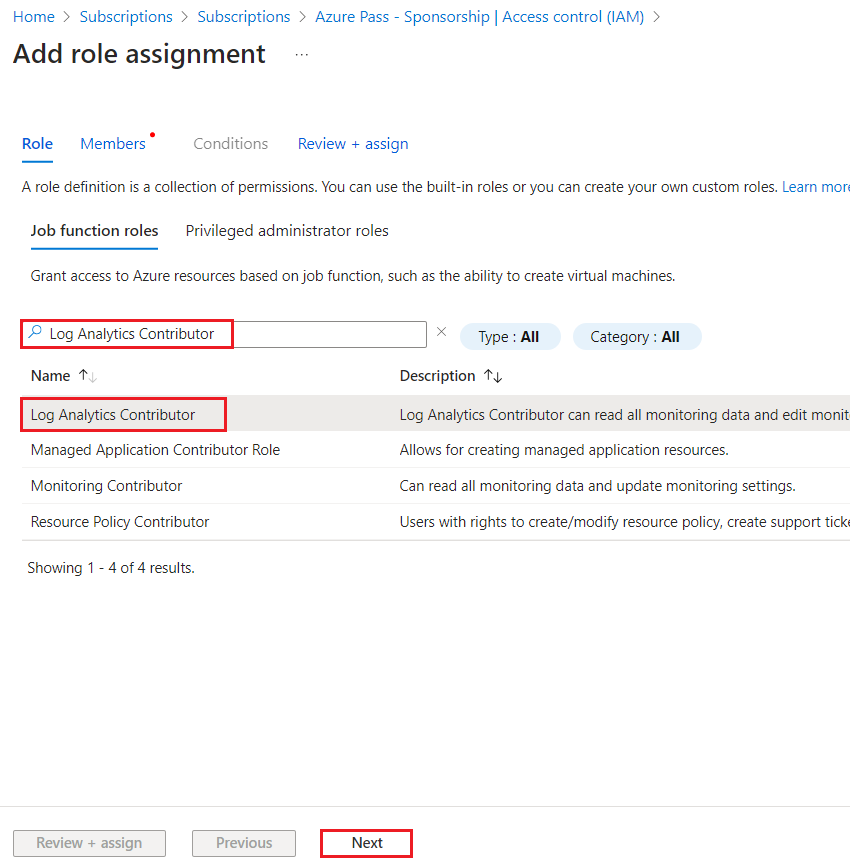 Home > Subscriptions > Subscriptions > Azure Pass - Sponsorship | Access control (IAM) >
Add role assignment ...
Role Members Conditions Review + assign
A role definition is a collection of permissions. You can use the built-in roles or you can create your own custom roles. Learn more
Job function roles Privileged administrator roles
Grant access to Azure resources based on job function, such as the ability to create virtual machines.
Log Analytics Contributor × Type : All Category : All
Name ↑↓ Description ↑↓
Log Analytics Contributor Log Analytics Contributor can read all monitoring data and edit monit
Managed Application Contributor Role Allows for creating managed application resources.
Monitoring Contributor Can read all monitoring data and update monitoring settings.
Resource Policy Contributor Users with rights to create/modify resource policy, create support ticke
Showing 1 - 4 of 4 results.
Review + assign Previous Next